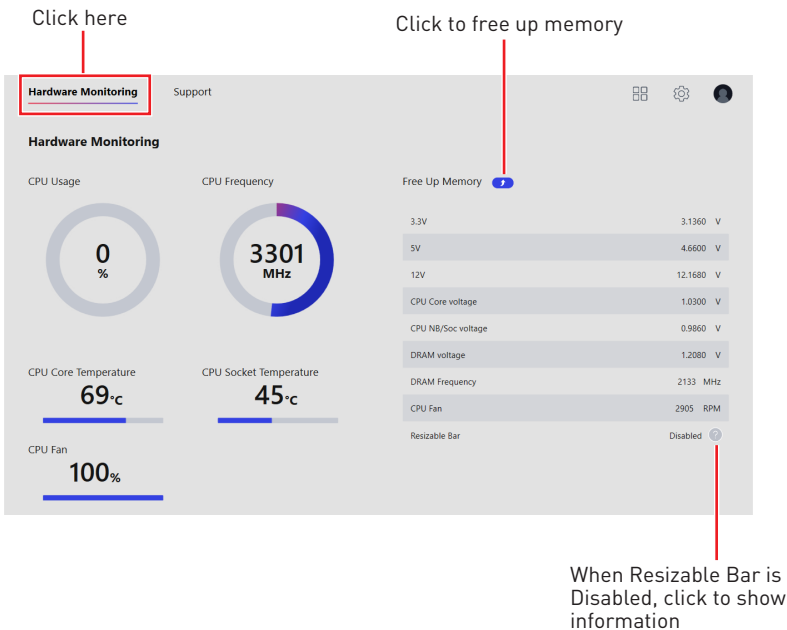 Click here
Click to free up memory
Hardware Monitoring
Support
Hardware Monitoring
CPU Usage
CPU Frequency
Free Up Memory
0
%
3301
MHz
3.3V 3.1360 V
5V 4.6600 V
12V 12.1680 V
CPU Core voltage 1.0300 V
CPU NB/Soc voltage 0.9860 V
DRAM voltage 1.2080 V
DRAM Frequency 2133 MHz
CPU Fan 2905 RPM
Resizable Bar Disabled ?
CPU Core Temperature
69°C
CPU Socket Temperature
45°C
CPU Fan
100%
When Resizable Bar is
Disabled, click to show
information